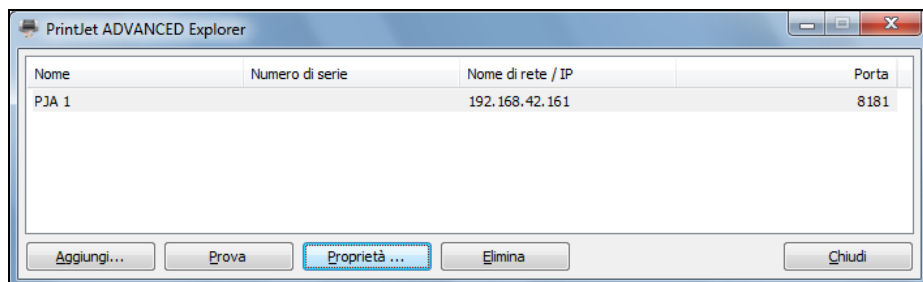 PrintJet ADVANCED Explorer
Nome Numero di serie Nome di rete / IP Porta
PJA 1 192.168.42.161 8181
Aggiungi... Prova Proprietà ... Elimina Chiudi